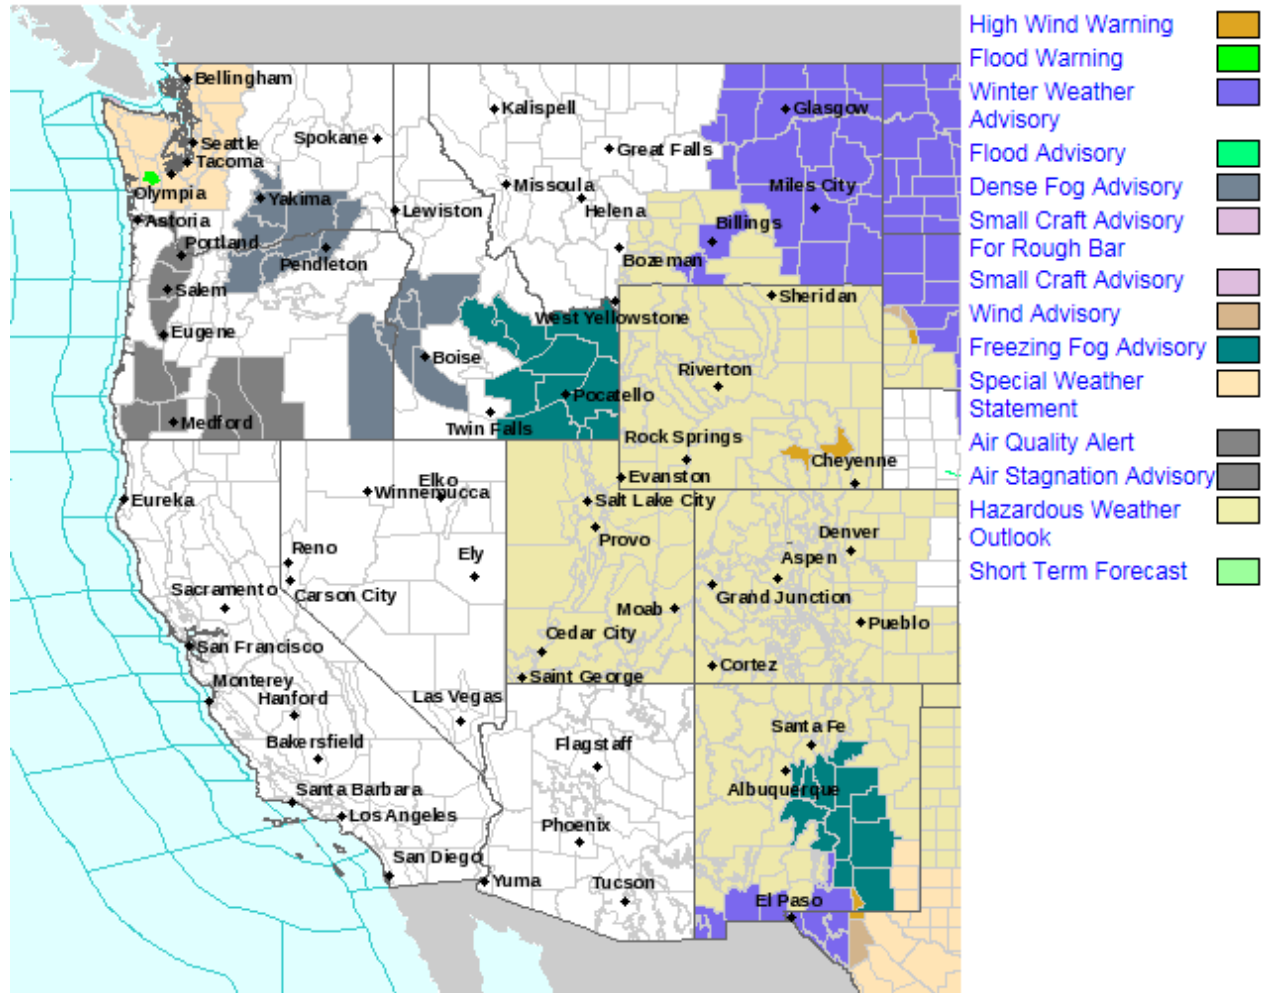 High Wind Warning
Flood Warning
Winter Weather
Advisory
Flood Advisory
Dense Fog Advisory
Small Craft Advisory
For Rough Bar
Small Craft Advisory
Wind Advisory
Freezing Fog Advisory
Special Weather
Statement
Air Quality Alert
Air Stagnation Advisory
Hazardous Weather
Outlook
Short Term Forecast
Bellingham
Kalispell
Glasgow
Spokane
Seattle
Great Falls
Tacoma
Missoula
Miles City
Olympia
Yakima
Helena
Lewiston
Astoria
Billings
Portland
Pendleton
Bozeman
Salem
Sheridan
West Yellowstone
Eugene
Boise
Riverton
Pocatello
Medford
Twin Falls
Rock Springs
Cheyenne
Evanston
Elko
Winnemucca
Eureka
Salt Lake City
Provo
Denver
Reno
Ely
Aspen
Sacramento
Carson City
Grand Junction
Moab
Pueblo
Cedar City
San Francisco
Cortez
Saint George
Monterey
Hanford
Las Vegas
Santa Fe
Bakersfield
Flagstaff
Albuquerque
Santa Barbara
Los Angeles
Phoenix
San Diego
Yuma
Tucson
El Paso